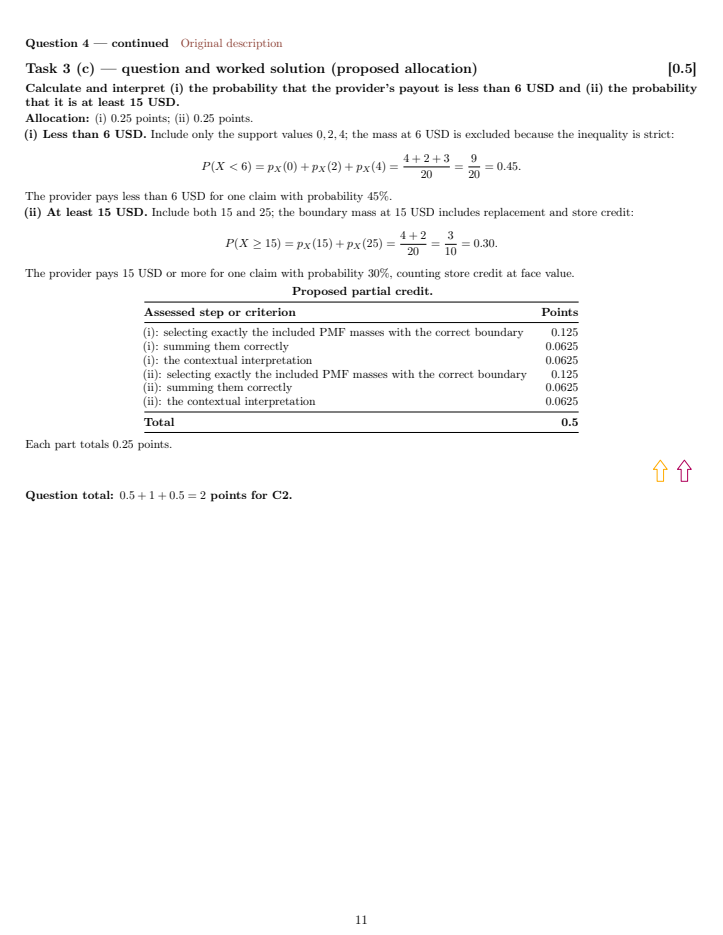 Question 4 — continued Original description
Task 3 (c) — question and worked solution (proposed allocation) [0.5]
Calculate and interpret (i) the probability that the provider's payout is less than 6 USD and (ii) the probability
that it is at least 15 USD.
Allocation: (i) 0.25 points; (ii) 0.25 points.
(i) Less than 6 USD. Include only the support values 0, 2, 4; the mass at 6 USD is excluded because the inequality is strict:
P(X < 6) = p_X(0) + p_X(2) + p_X(4) = \frac{4 + 2 + 3}{20} = \frac{9}{20} = 0.45.
The provider pays less than 6 USD for one claim with probability 45%.
(ii) At least 15 USD. Include both 15 and 25; the boundary mass at 15 USD includes replacement and store credit:
P(X ≥ 15) = p_X(15) + p_X(25) = \frac{4 + 2}{20} = \frac{3}{10} = 0.30.
The provider pays 15 USD or more for one claim with probability 30%, counting store credit at face value.
Proposed partial credit.
Assessed step or criterion Points
(i): selecting exactly the included PMF masses with the correct boundary 0.125
(i): summing them correctly 0.0625
(i): the contextual interpretation 0.0625
(ii): selecting exactly the included PMF masses with the correct boundary 0.125
(ii): summing them correctly 0.0625
(ii): the contextual interpretation 0.0625
Total 0.5
Each part totals 0.25 points.
Question total: 0.5 + 1 + 0.5 = 2 points for C2.
11